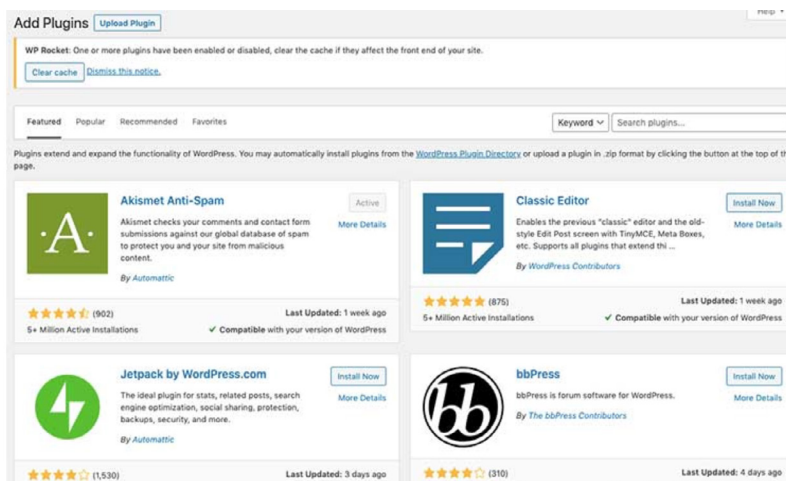 Help
Add Plugins Upload Plugin
WP Rocket: One or more plugins have been enabled or disabled, clear the cache if they affect the front end of your site.
Clear cache Dismiss this notice.
Featured Popular Recommended Favorites Keyword Search plugins...
Plugins extend and expand the functionality of WordPress. You may automatically install plugins from the WordPress Plugin Directory or upload a plugin in .zip format by clicking the button at the top of
page.
·A·
Akismet Anti-Spam Active
More Details
Akismet checks your comments and contact form
submissions against our global database of spam
to protect you and your site from malicious
content.
By Automattic
(902) Last Updated: 1 week ago
5+ Million Active Installations Compatible with your version of WordPress
Classic Editor Install Now
More Details
Enables the previous "classic" editor and the old-
style Edit Post screen with TinyMCE, Meta Boxes,
etc. Supports all plugins that extend thi ...
By WordPress Contributors
(875) Last Updated: 1 week ago
5+ Million Active Installations Compatible with your version of WordPress
Jetpack by WordPress.com Install Now
More Details
The ideal plugin for stats, related posts, search
engine optimization, social sharing, protection,
backups, security, and more.
By Automattic
(1,530) Last Updated: 3 days ago
bb
bbPress Install Now
More Details
bbPress is forum software for WordPress.
By The bbPress Contributors
(310) Last Updated: 4 days ago